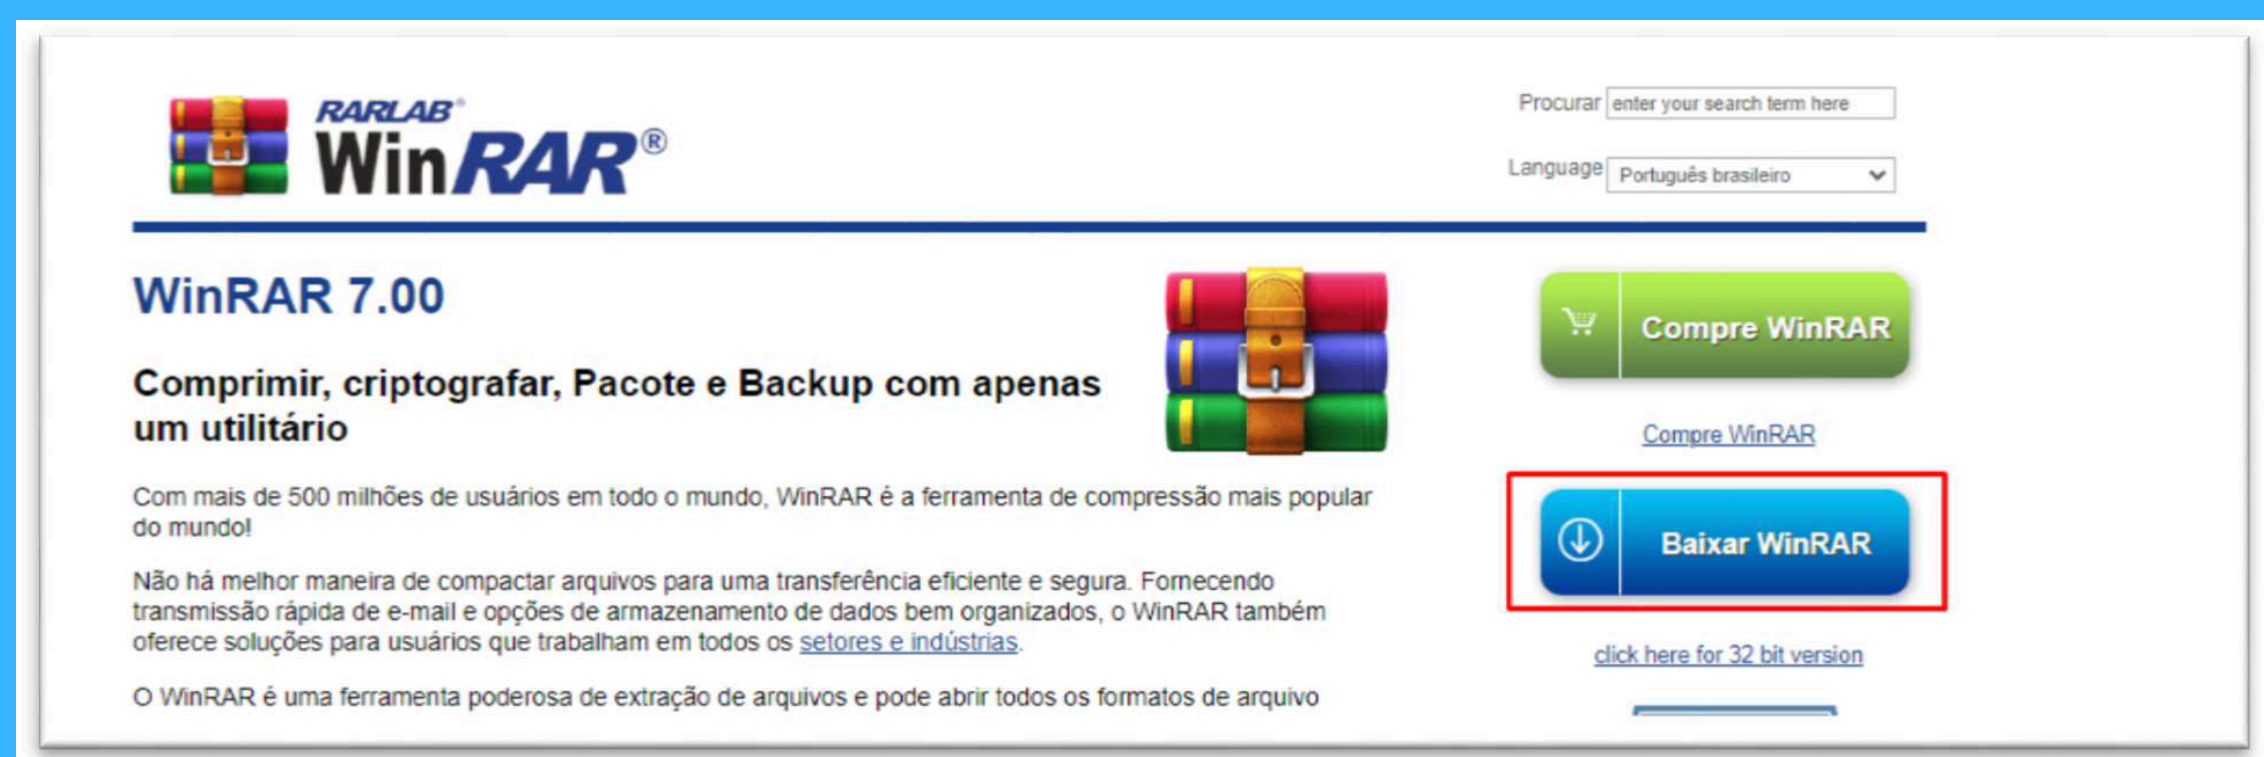 RARLAB®
WinRAR®
Procurar enter your search term here
Language Português brasileiro
WinRAR 7.00
Comprimir, criptografar, Pacote e Backup com apenas
um utilitário
Com mais de 500 milhões de usuários em todo o mundo, WinRAR é a ferramenta de compressão mais popular
do mundo!
Não há melhor maneira de compactar arquivos para uma transferência eficiente e segura. Fornecendo
transmissão rápida de e-mail e opções de armazenamento de dados bem organizados, o WinRAR também
oferece soluções para usuários que trabalham em todos os setores e indústrias.
O WinRAR é uma ferramenta poderosa de extração de arquivos e pode abrir todos os formatos de arquivo
Compre WinRAR
Compre WinRAR
Baixar WinRAR
click here for 32 bit version